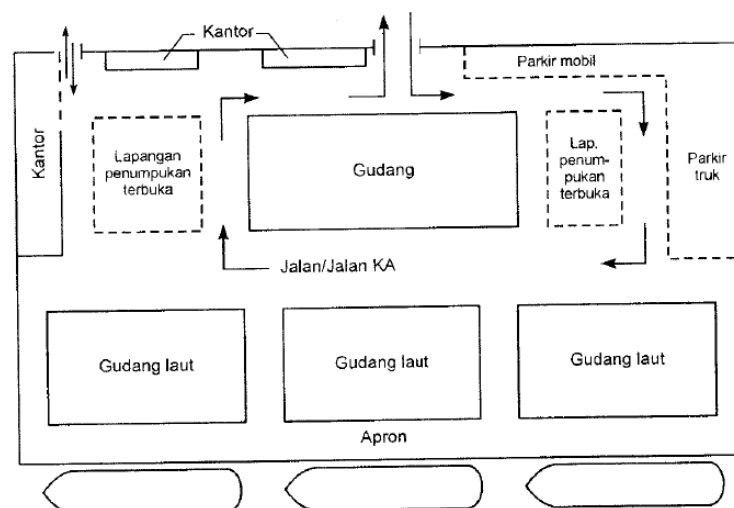 Kantor
Parkir mobil
Kantor
Lapangan
penumpukan
terbuka
Gudang
Lap.
penum-
pukan
terbuka
Parkir
truk
Jalan/Jalan KA
Gudang laut
Gudang laut
Gudang laut
Apron